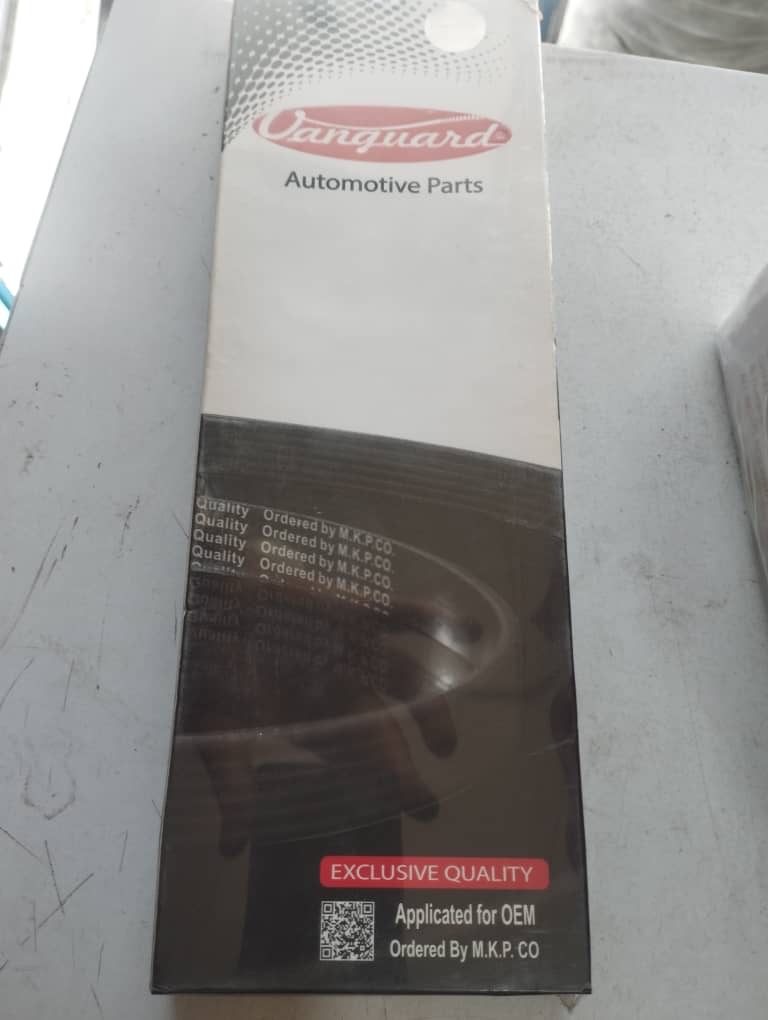 Vanguard®
Automotive Parts
Quality Ordered by M.K.P.CO.
Quality Ordered by M.K.P.CO.
Quality Ordered by M.K.P.CO.
Quality Ordered by M.K.P.CO.
EXCLUSIVE QUALITY
Applicated for OEM
Ordered By M.K.P. CO